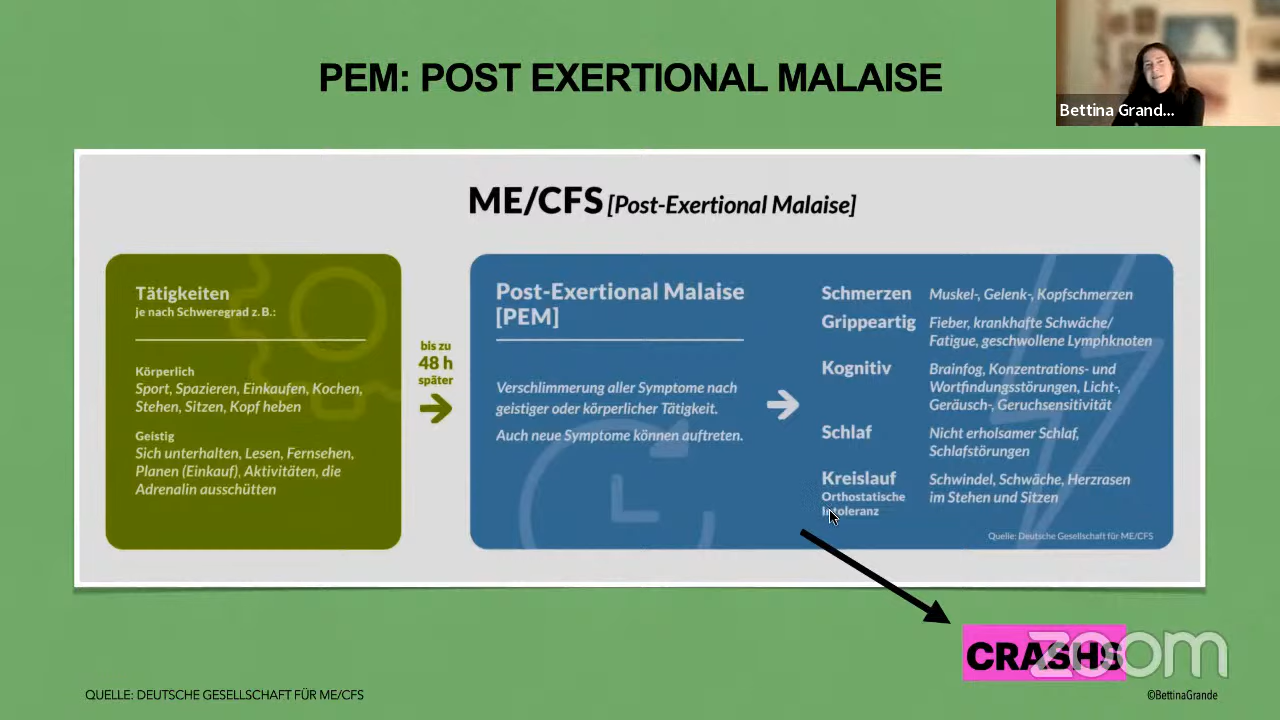 PEM: POST EXERTIONAL MALAISE
Bettina Grand...
ME/CFS [Post-Exertional Malaise]
Tätigkeiten
je nach Schweregrad z. B.:
Körperlich
Sport, Spazieren, Einkaufen, Kochen,
Stehen, Sitzen, Kopf heben
Geistig
Sich unterhalten, Lesen, Fernsehen,
Planen (Einkauf), Aktivitäten, die
Adrenalin ausschütten
bis zu
48 h
später
Post-Exertional Malaise
[PEM]
Verschlimmerung aller Symptome nach
geistiger oder körperlicher Tätigkeit.
Auch neue Symptome können auftreten.
Schmerzen Muskel-, Gelenk-, Kopfschmerzen
Grippeartig Fieber, krankhafte Schwäche/
Fatigue, geschwollene Lymphknoten
Kognitiv Brainfog, Konzentrations- und
Wortfindungsstörungen, Licht-,
Geräusch-, Geruchsensitivität
Schlaf Nicht erholsamer Schlaf,
Schlafstörungen
Kreislauf Schwindel, Schwäche, Herzrasen
Orthostatische im Stehen und Sitzen
Intoleranz
Quelle: Deutsche Gesellschaft für ME/CFS
CRASHS
zoom
QUELLE: DEUTSCHE GESELLSCHAFT FÜR ME/CFS
©BettinaGrande